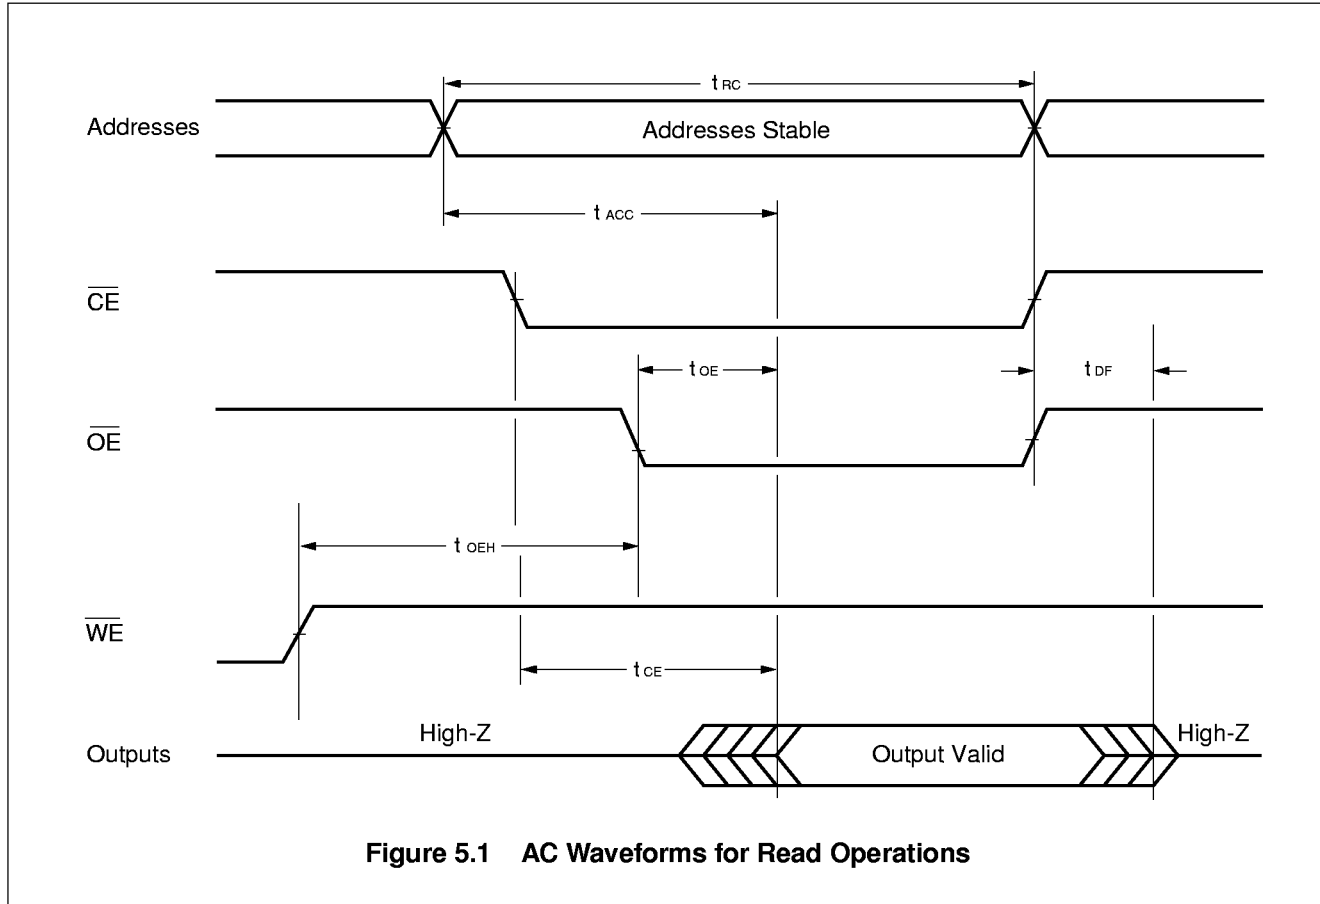 t RC
Addresses
Addresses Stable
t ACC
CE
t OE
t DF
OE
t OEH
WE
t CE
High-Z
High-Z
Outputs
Output Valid
Figure 5.1 AC Waveforms for Read Operations